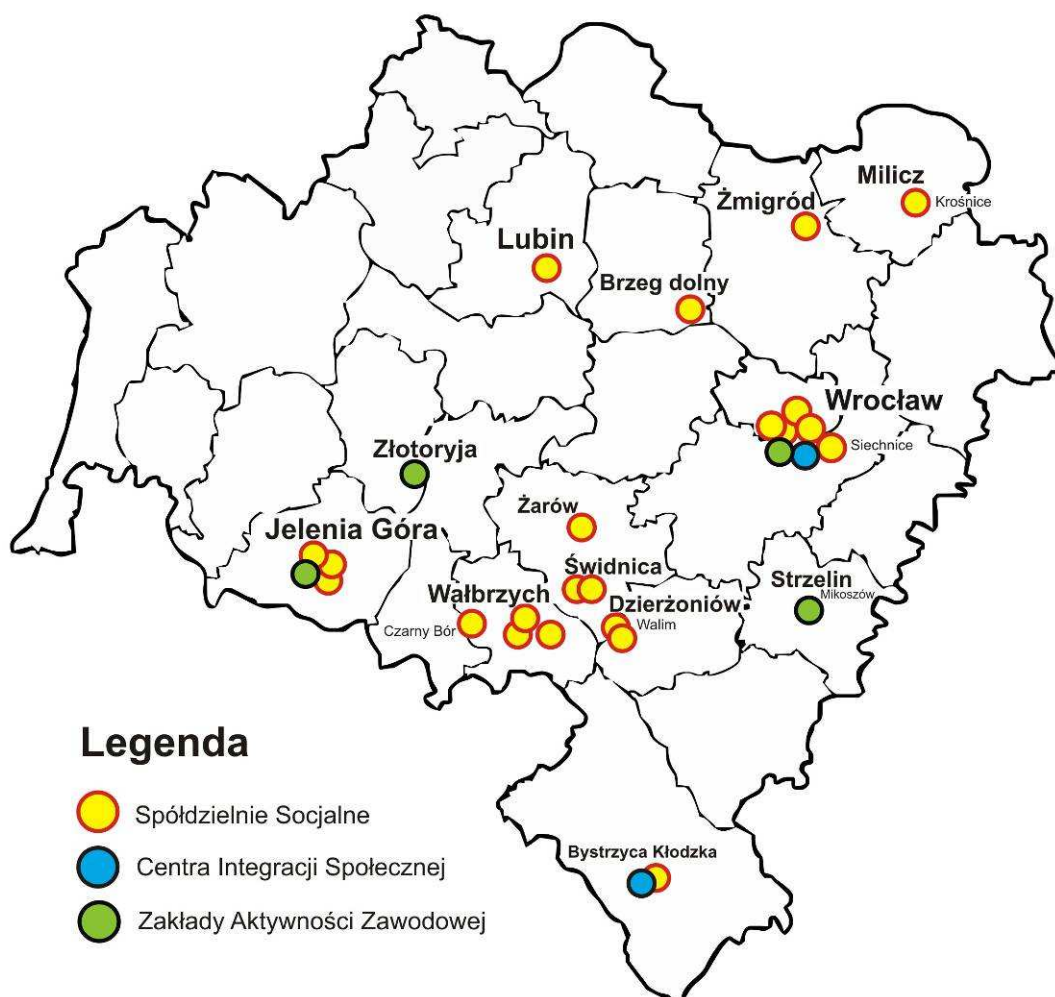 Milicz
Krośnice
Żmigród
Lubin
Brzeg dolny
Wrocław
Siechnice
Złotoryja
Żarów
Jelenia Góra
Świdnica
Strzelin
Mikoszów
Wałbrzych
Dzierżoniów
Walim
Czarny Bór
Legenda
Spółdzielnie Socjalne
Centra Integracji Społecznej
Zakłady Aktywności Zawodowej
Bystrzyca Kłodzka